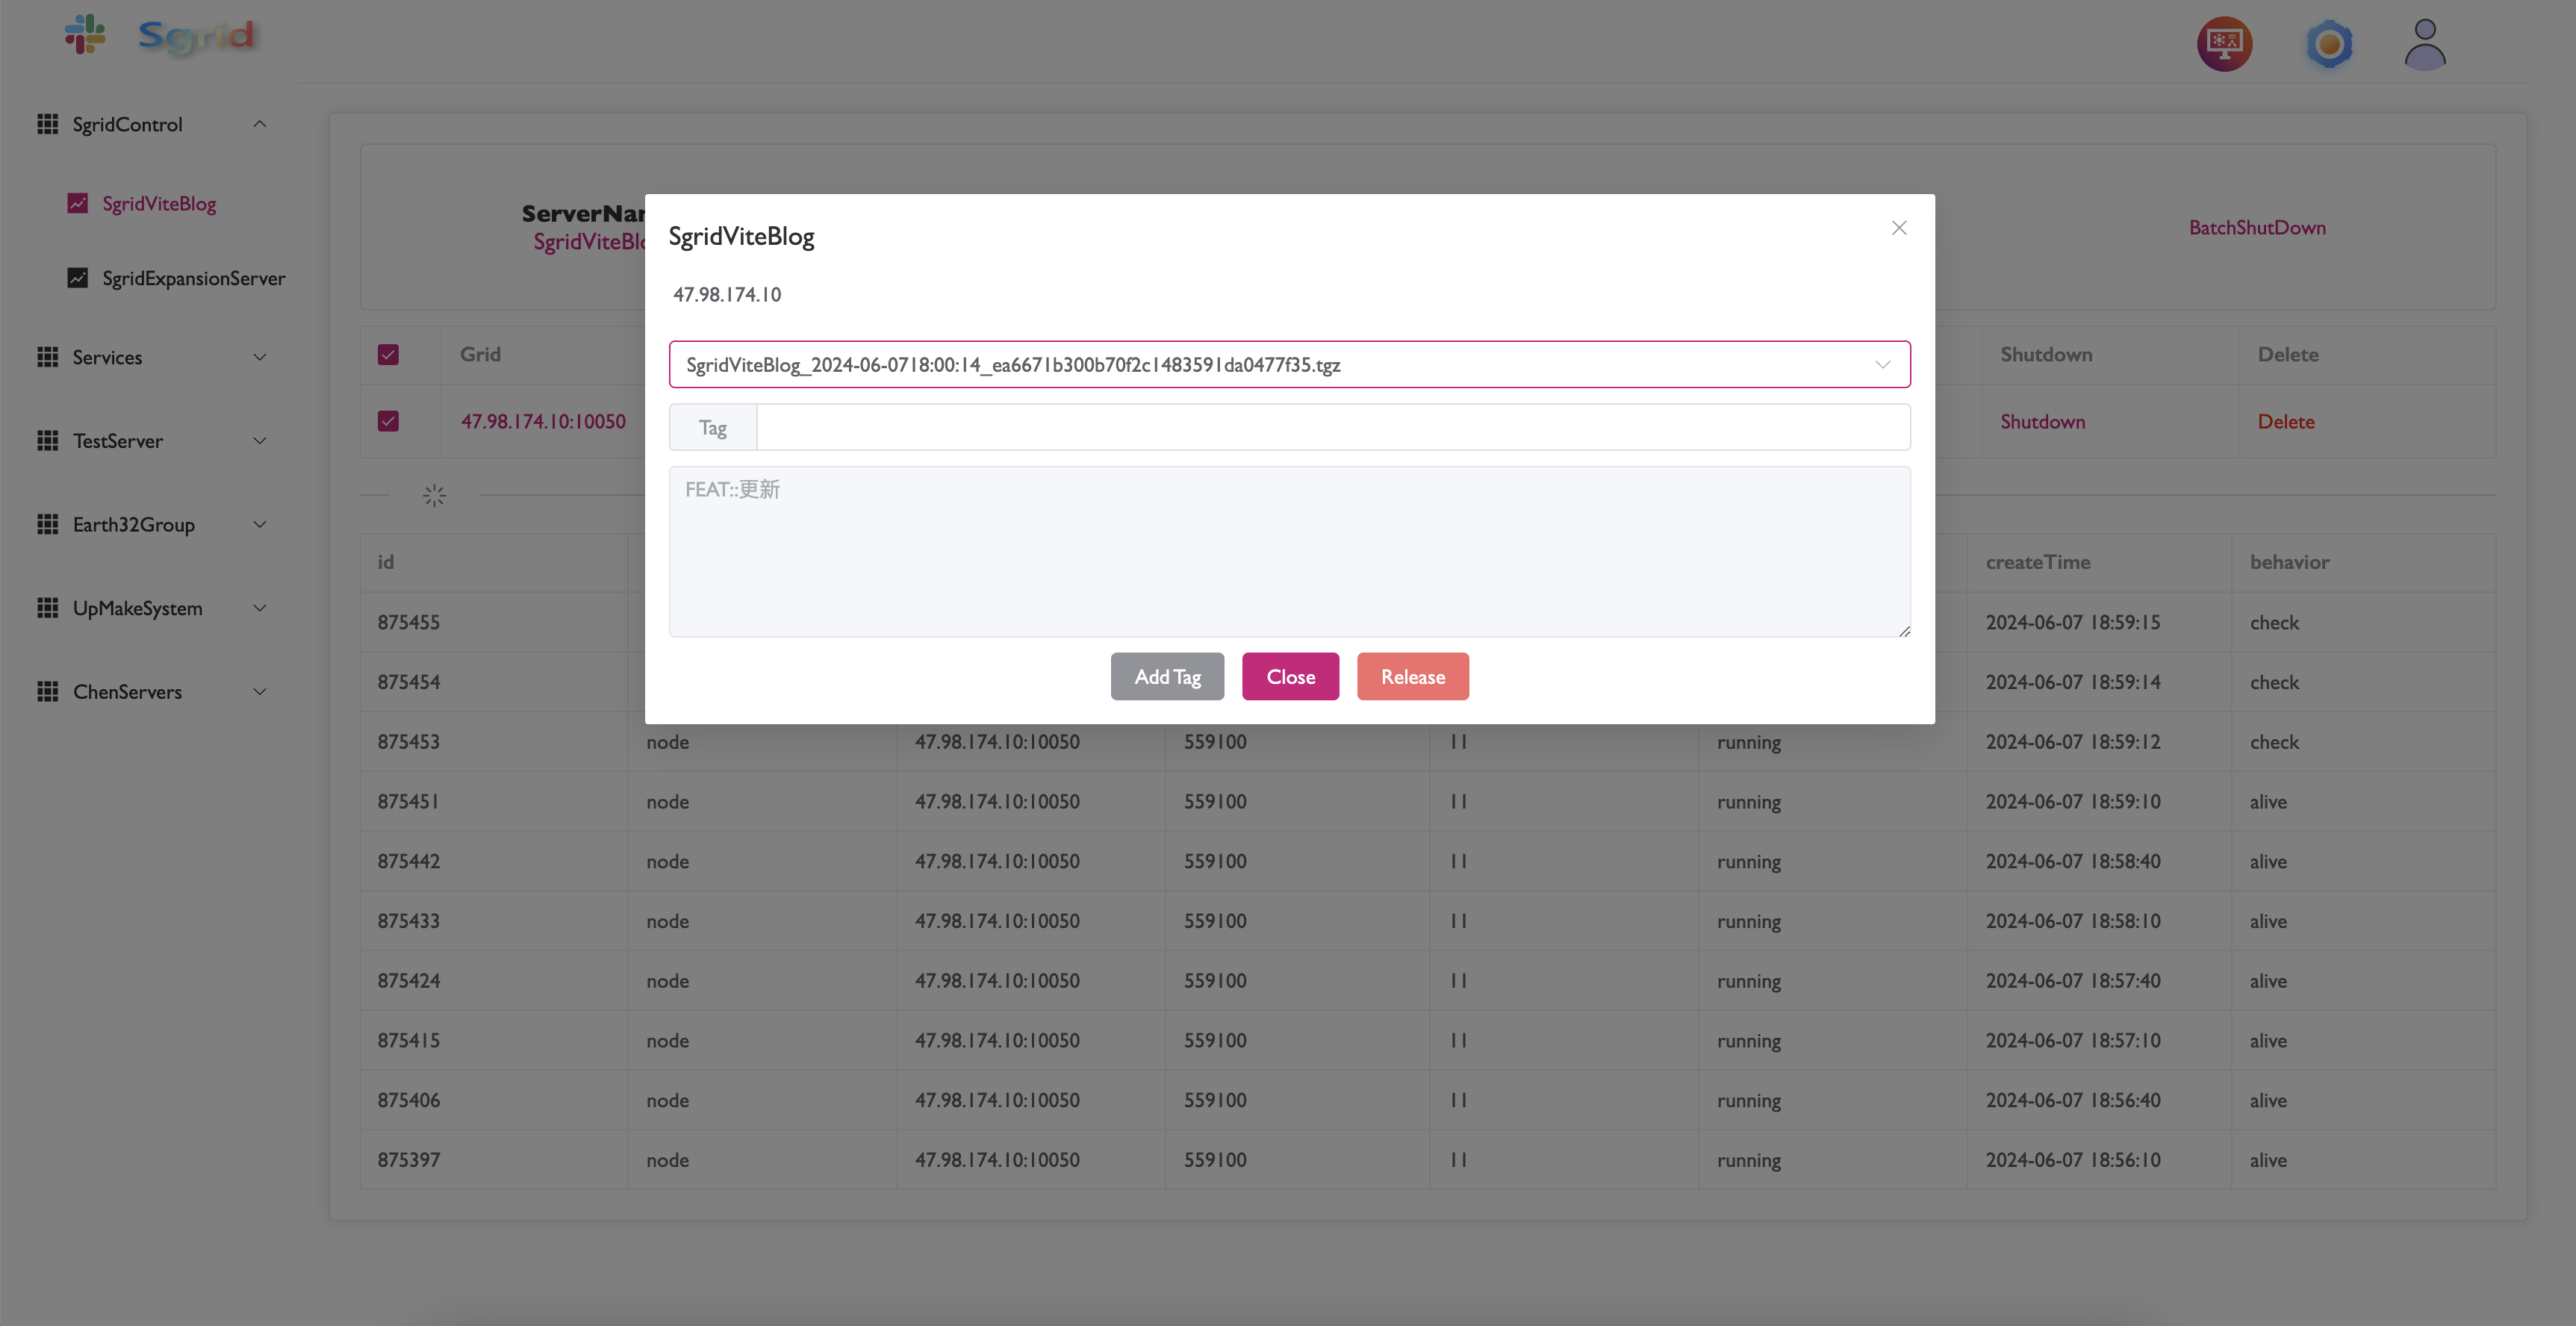 Sgrid
SgridControl
SgridViteBlog
SgridExpansionServer
Services
TestServer
Earth32Group
UpMakeSystem
ChenServers
ServerNa
SgridViteBl
BatchShutDown
Grid Shutdown Delete
47.98.174.10:10050 Shutdown Delete
SgridViteBlog
47.98.174.10
SgridViteBlog_2024-06-0718:00:14_ea6671b300b70f2c1483591da0477f35.tgz
Tag
FEAT::更新
Add Tag Close Release
id createTime behavior
875455 2024-06-07 18:59:15 check
875454 2024-06-07 18:59:14 check
875453 node 47.98.174.10:10050 559100 11 running 2024-06-07 18:59:12 check
875451 node 47.98.174.10:10050 559100 11 running 2024-06-07 18:59:10 alive
875442 node 47.98.174.10:10050 559100 11 running 2024-06-07 18:58:40 alive
875433 node 47.98.174.10:10050 559100 11 running 2024-06-07 18:58:10 alive
875424 node 47.98.174.10:10050 559100 11 running 2024-06-07 18:57:40 alive
875415 node 47.98.174.10:10050 559100 11 running 2024-06-07 18:57:10 alive
875406 node 47.98.174.10:10050 559100 11 running 2024-06-07 18:56:40 alive
875397 node 47.98.174.10:10050 559100 11 running 2024-06-07 18:56:10 alive